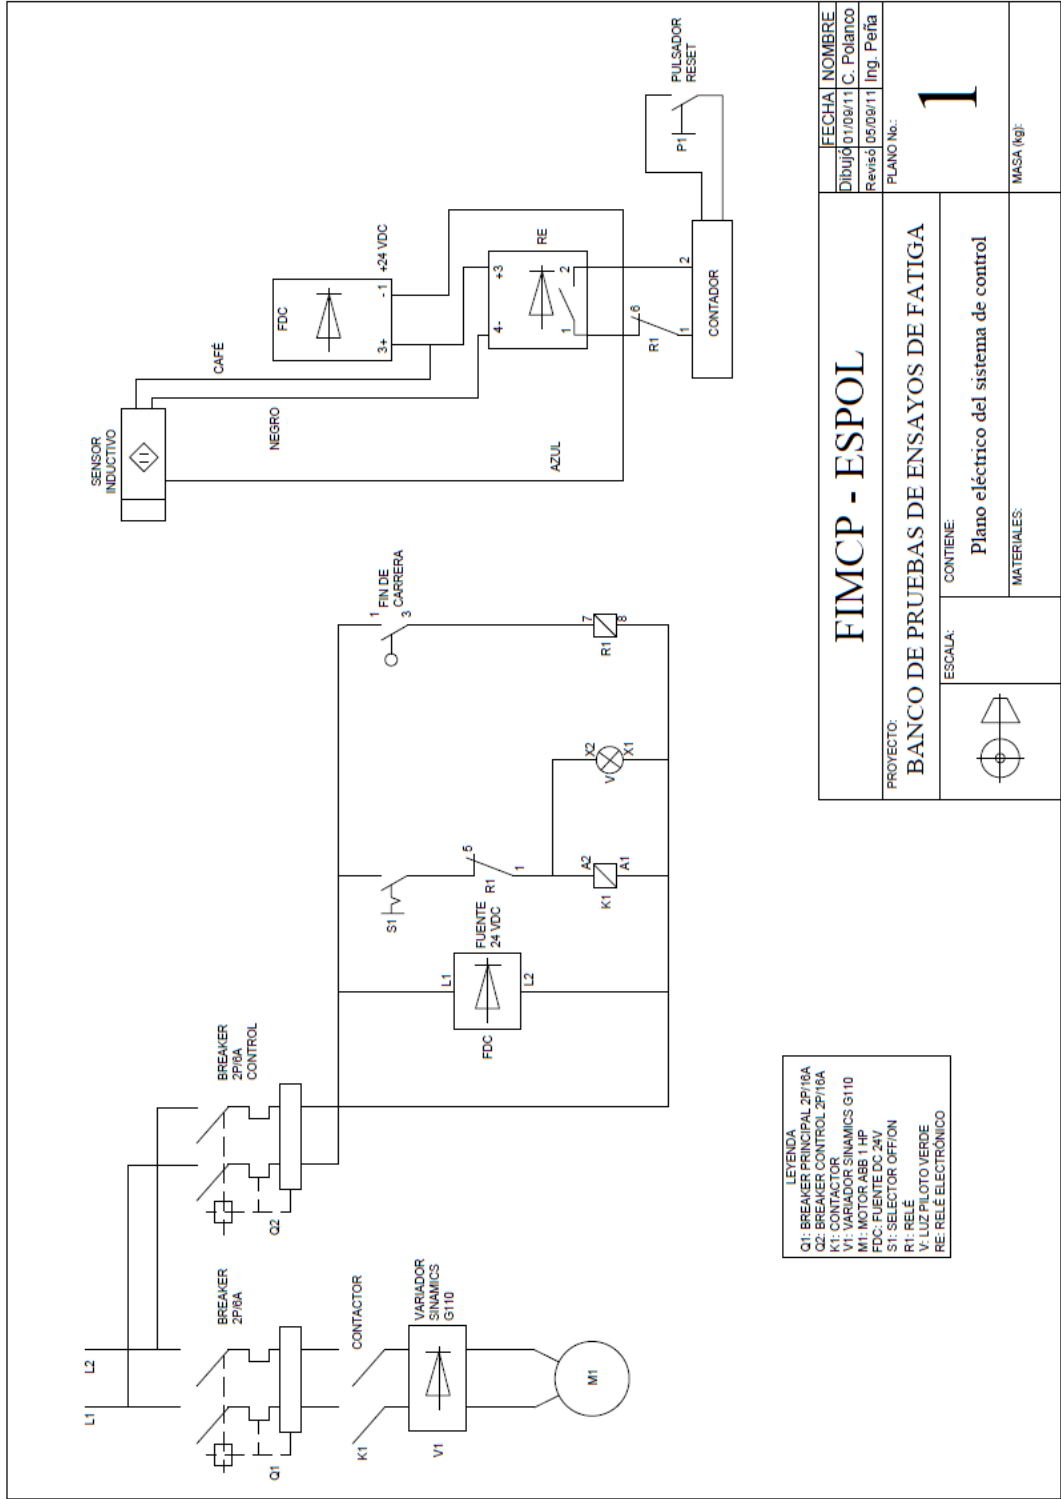 L1
L2
BREAKER
2P/6A
Q1
CONTACTOR
K1
VARIADOR
SINAMICS
G110
V1
M1
BREAKER
2P/6A
CONTROL
Q2
L1
FUENTE
24 VDC
L2
FDC
S1
5
R1
1
A2
K1
A1
X2
V
X1
1
FIN DE
CARRERA
3
7
R1
8
SENSOR
INDUCTIVO
CAFÉ
NEGRO
AZUL
FDC
3+
- 1
+24 VDC
RE
4-
+3
1
2
6
R1
1
2
CONTADOR
P1
PULSADOR
RESET
LEYENDA
Q1: BREAKER PRINCIPAL 2P/16A
Q2: BREAKER CONTROL 2P/16A
K1: CONTACTOR
V1: VARIADOR SINAMICS G110
M1: MOTOR ABB 1 HP
FDC: FUENTE DC 24V
S1: SELECTOR OFF/ON
R1: RELÉ
V: LUZ PILOTO VERDE
RE: RELÉ ELECTRÓNICO
FIMCP - ESPOL
FECHA NOMBRE
Dibujó 01/09/11 C. Polanco
Revisó 05/09/11 Ing. Peña
PROYECTO:
BANCO DE PRUEBAS DE ENSAYOS DE FATIGA
PLANO No.:
1
ESCALA:
CONTIENE:
Plano eléctrico del sistema de control
MATERIALES:
MASA (kg):